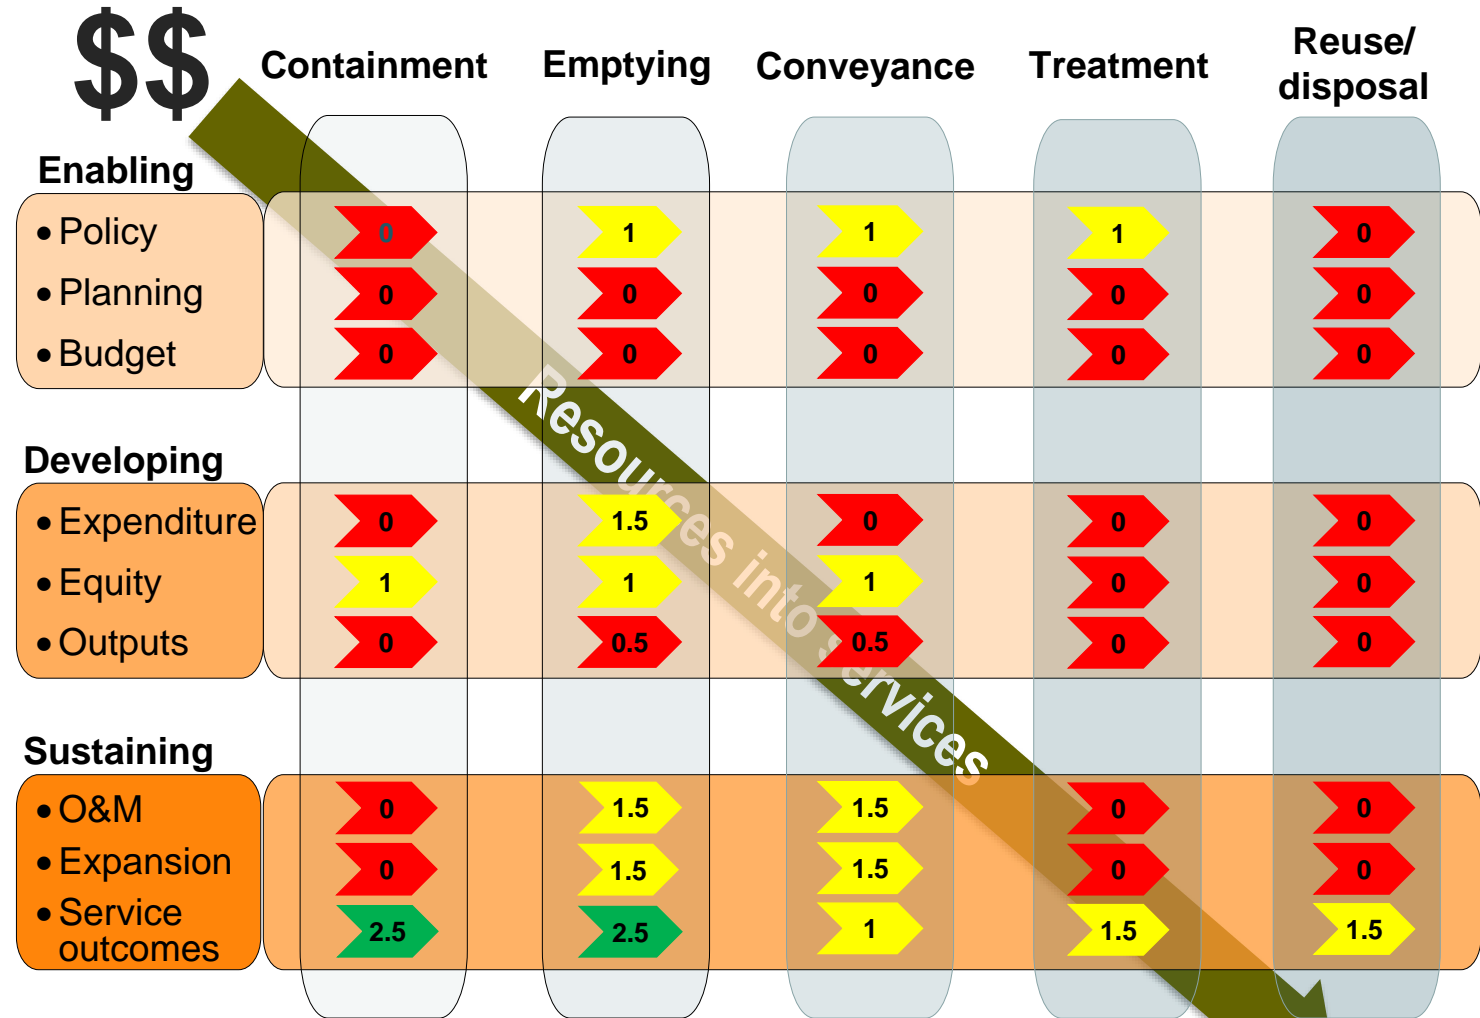 $$
Containment Emptying Conveyance Treatment Reuse/
disposal
Enabling
• Policy 0 1 1 1 0
• Planning 0 0 0 0 0
• Budget 0 0 0 0 0
Resources into services
Developing
• Expenditure 0 1.5 0 0 0
• Equity 1 1 1 0 0
• Outputs 0 0.5 0.5 0 0
Sustaining
• O&M 0 1.5 1.5 0 0
• Expansion 0 1.5 1.5 0 0
• Service
outcomes 2.5 2.5 1 1.5 1.5